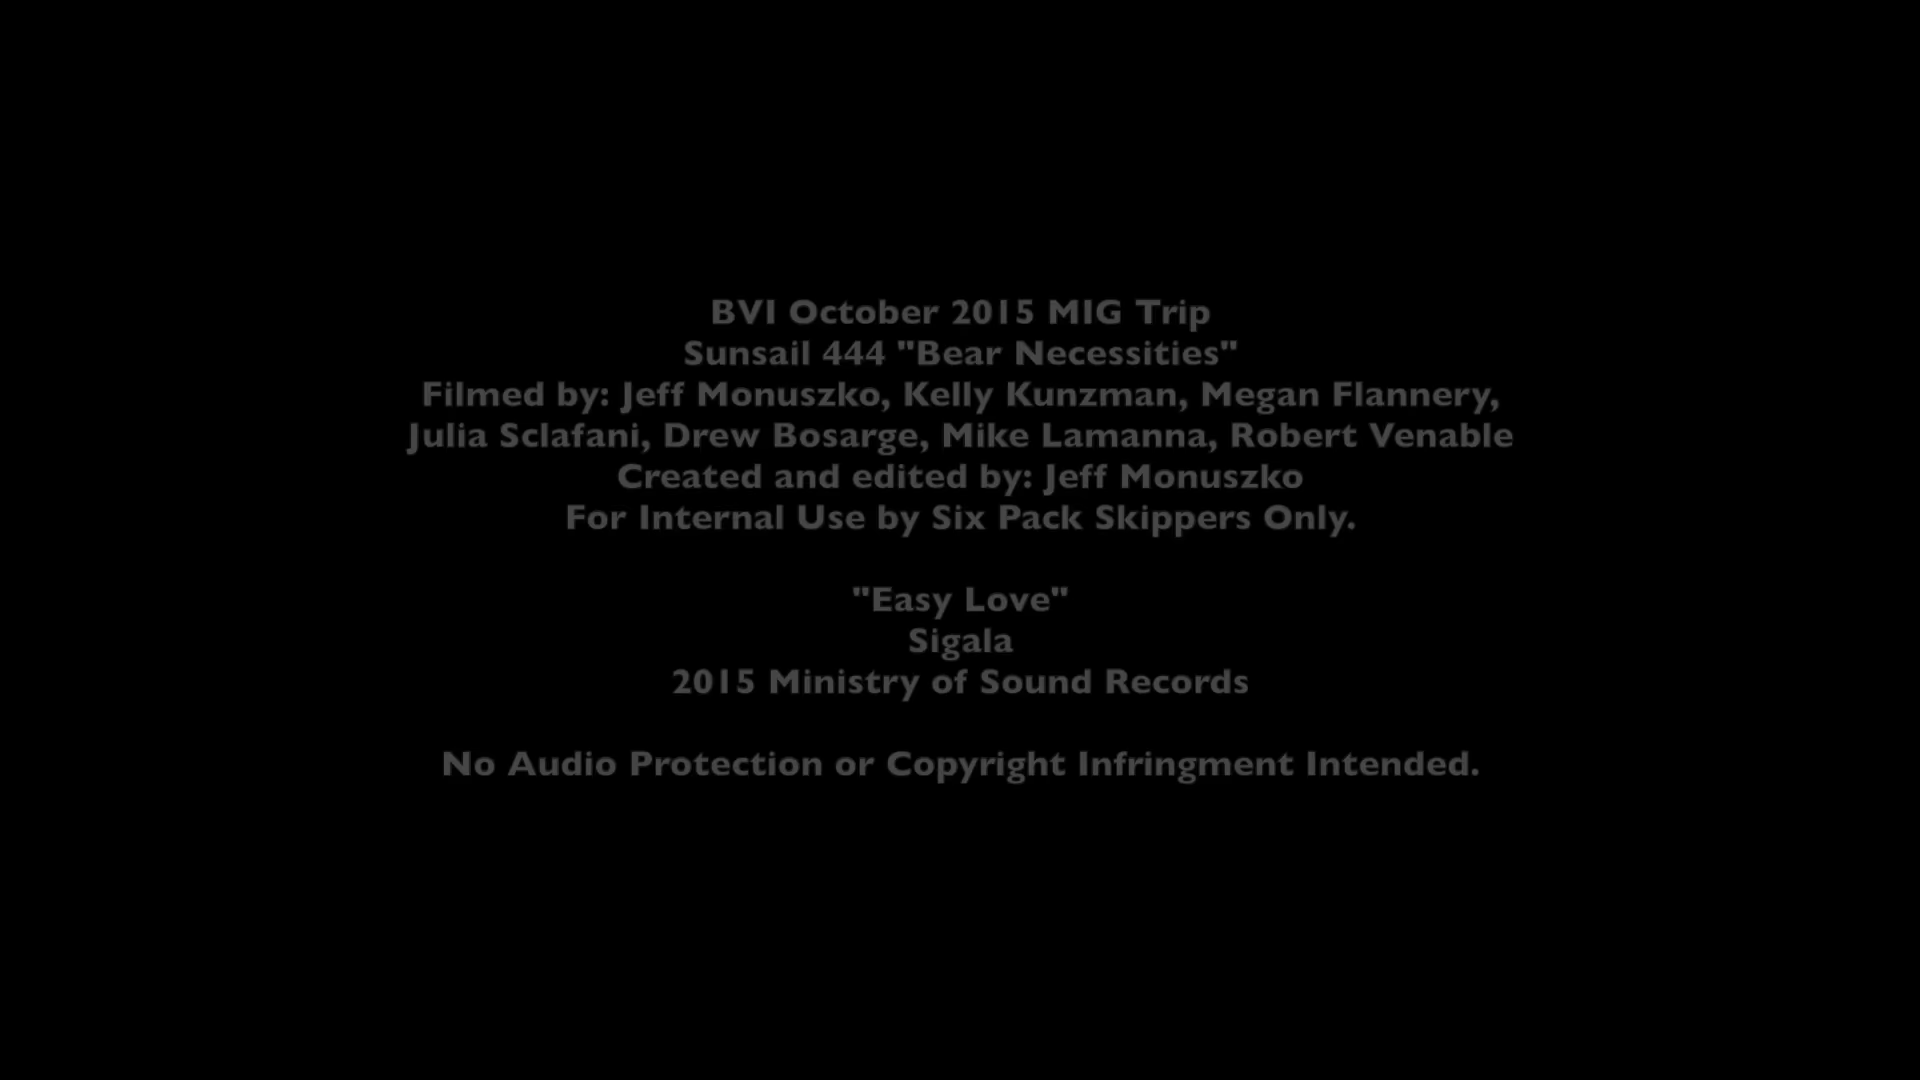 BVI October 2015 MIG Trip
Sunsail 444 "Bear Necessities"
Filmed by: Jeff Monuszko, Kelly Kunzman, Megan Flannery,
Julia Sclafani, Drew Bosarge, Mike Lamanna, Robert Venable
Created and edited by: Jeff Monuszko
For Internal Use by Six Pack Skippers Only.
"Easy Love"
Sigala
2015 Ministry of Sound Records
No Audio Protection or Copyright Infringment Intended.